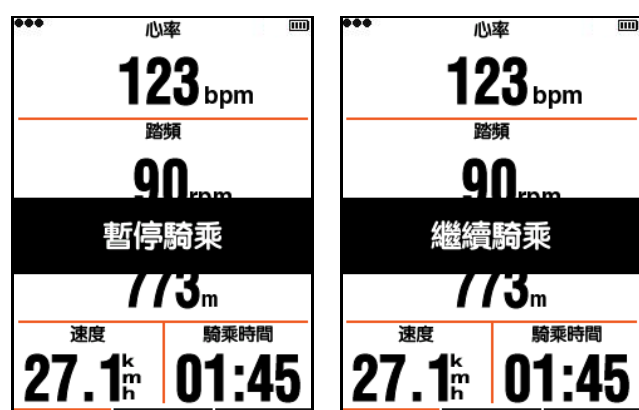 心率
123 bpm
踏頻
90 rpm
暫停騎乘
773 m
速度 騎乘時間
27.1 kmh 01:45
心率
123 bpm
踏頻
90 rpm
繼續騎乘
773 m
速度 騎乘時間
27.1 kmh 01:45